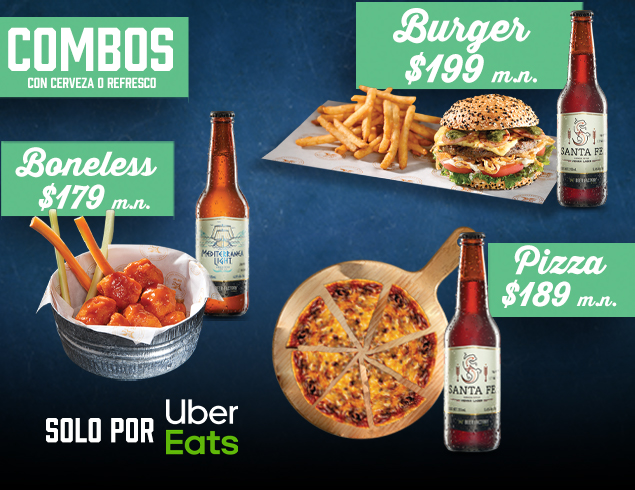 COMBOS
CON CERVEZA O REFRESCO
Burger
$199 m.n.
SANTA FE
Boneless
$179 m.n.
MEDITERRANEA
LIGHT
Pizza
$189 m.n.
SANTA FE
SOLO POR Uber
Eats